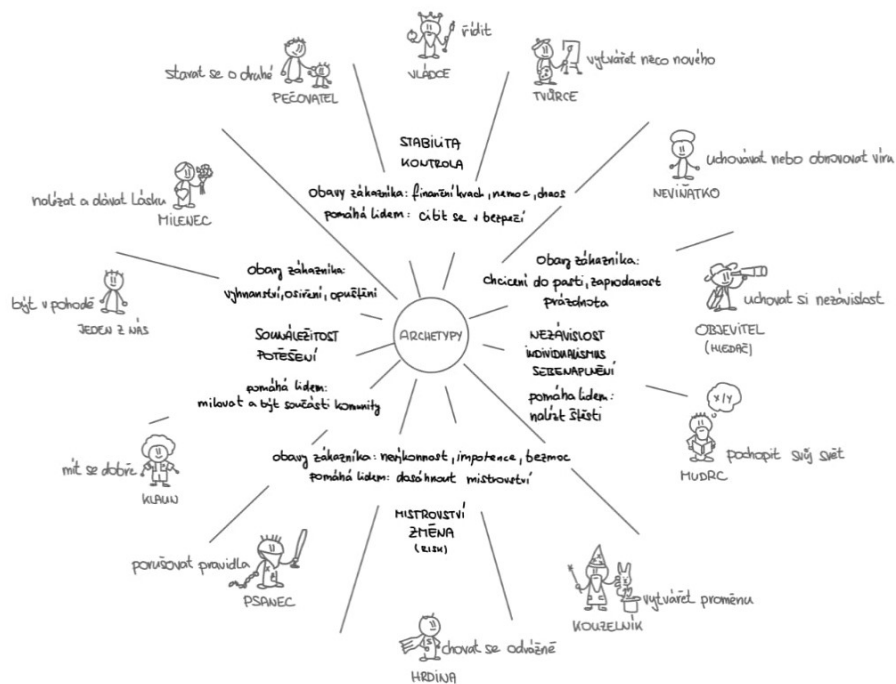 řídit
VLÁDCE
starat se o druhé
PEČOVATEL
vytvářet něco nového
TVŮRCE
uchovávat nebo obnovovat víru
NEVIŇÁTKO
uchovat si nezávislost
OBJEVITEL
(HLEDAČ)
x/y
pochopit svůj svět
MUDRC
vytvářet proměnu
KOUZELNÍK
chovat se odvážně
HRDINA
porušovat pravidla
PSANEC
mít se dobře
KLAUN
být v pohodě
JEDEN Z NÁS
nalézat a dávat lásku
MILENEC
STABILITA
KONTROLA
obavy zákazníka: finanční krach, nemoc, chaos
pomáhá lidem: cítit se v bezpečí
obavy zákazníka:
chycení do pasti, zaprodanost
prázdnota
NEZÁVISLOST
INDIVIDUALISMUS
SEBENAPLNĚNÍ
pomáha lidem:
nalézt štěstí
obavy zákazníka:
vyhnanství, osiření, opuštění
SOUNÁLEŽITOST
POTĚŠENÍ
pomáhá lidem:
milovat a být součástí komunity
ARCHETYPY
obavy zákazníka: nevýkonnost, impotence, bezmoc
pomáhá lidem: dosáhnout mistrovství
MISTROVSTVÍ
ZMĚNA
(RISK)